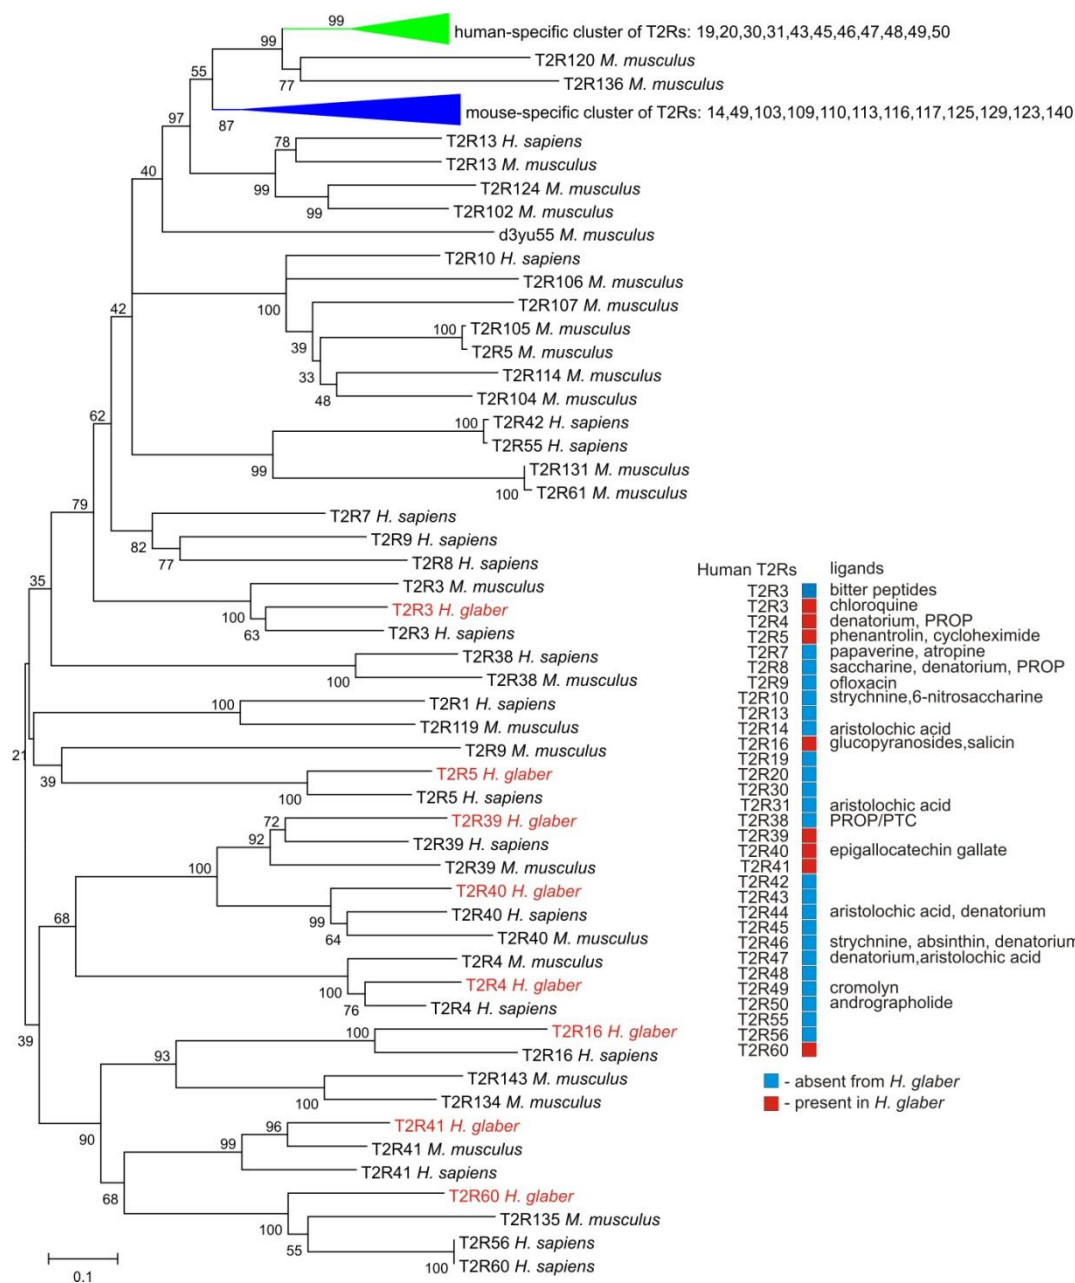 99
human-specific cluster of T2Rs: 19,20,30,31,43,45,46,47,48,49,50
99
T2R120 M. musculus
55
77
T2R136 M. musculus
mouse-specific cluster of T2Rs: 14,49,103,109,110,113,116,117,125,129,123,140
97
87
78
T2R13 H. sapiens
T2R13 M. musculus
40
99
T2R124 M. musculus
99
T2R102 M. musculus
d3yu55 M. musculus
T2R10 H. sapiens
T2R106 M. musculus
42
100
T2R107 M. musculus
100
T2R105 M. musculus
39
T2R5 M. musculus
33
T2R114 M. musculus
48
T2R104 M. musculus
62
100
T2R42 H. sapiens
T2R55 H. sapiens
99
T2R131 M. musculus
100
T2R61 M. musculus
79
T2R7 H. sapiens
82
T2R9 H. sapiens
77
T2R8 H. sapiens
35
T2R3 M. musculus
100
T2R3 H. glaber
63
T2R3 H. sapiens
T2R38 H. sapiens
100
T2R38 M. musculus
100
T2R1 H. sapiens
T2R119 M. musculus
21
T2R9 M. musculus
39
T2R5 H. glaber
100
T2R5 H. sapiens
72
T2R39 H. glaber
92
T2R39 H. sapiens
100
T2R39 M. musculus
T2R40 H. glaber
68
99
T2R40 H. sapiens
64
T2R40 M. musculus
T2R4 M. musculus
100
T2R4 H. glaber
76
T2R4 H. sapiens
39
100
T2R16 H. glaber
93
T2R16 H. sapiens
T2R143 M. musculus
100
T2R134 M. musculus
90
96
T2R41 H. glaber
99
T2R41 M. musculus
T2R41 H. sapiens
68
T2R60 H. glaber
100
T2R135 M. musculus
55
T2R56 H. sapiens
100
T2R60 H. sapiens
0.1
Human T2Rs ligands
T2R3 bitter peptides
T2R3 chloroquine
T2R4 denatorium, PROP
T2R5 phenantrolin, cycloheximide
T2R7 papaverine, atropine
T2R8 saccharine, denatorium, PROP
T2R9 ofloxacin
T2R10 strychnine,6-nitrosaccharine
T2R13
T2R14 aristolochic acid
T2R16 glucopyranosides,salicin
T2R19
T2R20
T2R30
T2R31 aristolochic acid
T2R38 PROP/PTC
T2R39
T2R40 epigallocatechin gallate
T2R41
T2R42
T2R43
T2R44 aristolochic acid, denatorium
T2R45
T2R46 strychnine, absinthin, denatorium
T2R47 denatorium,aristolochic acid
T2R48
T2R49 cromolyn
T2R50 andrographolide
T2R55
T2R56
T2R60
- absent from H. glaber
- present in H. glaber